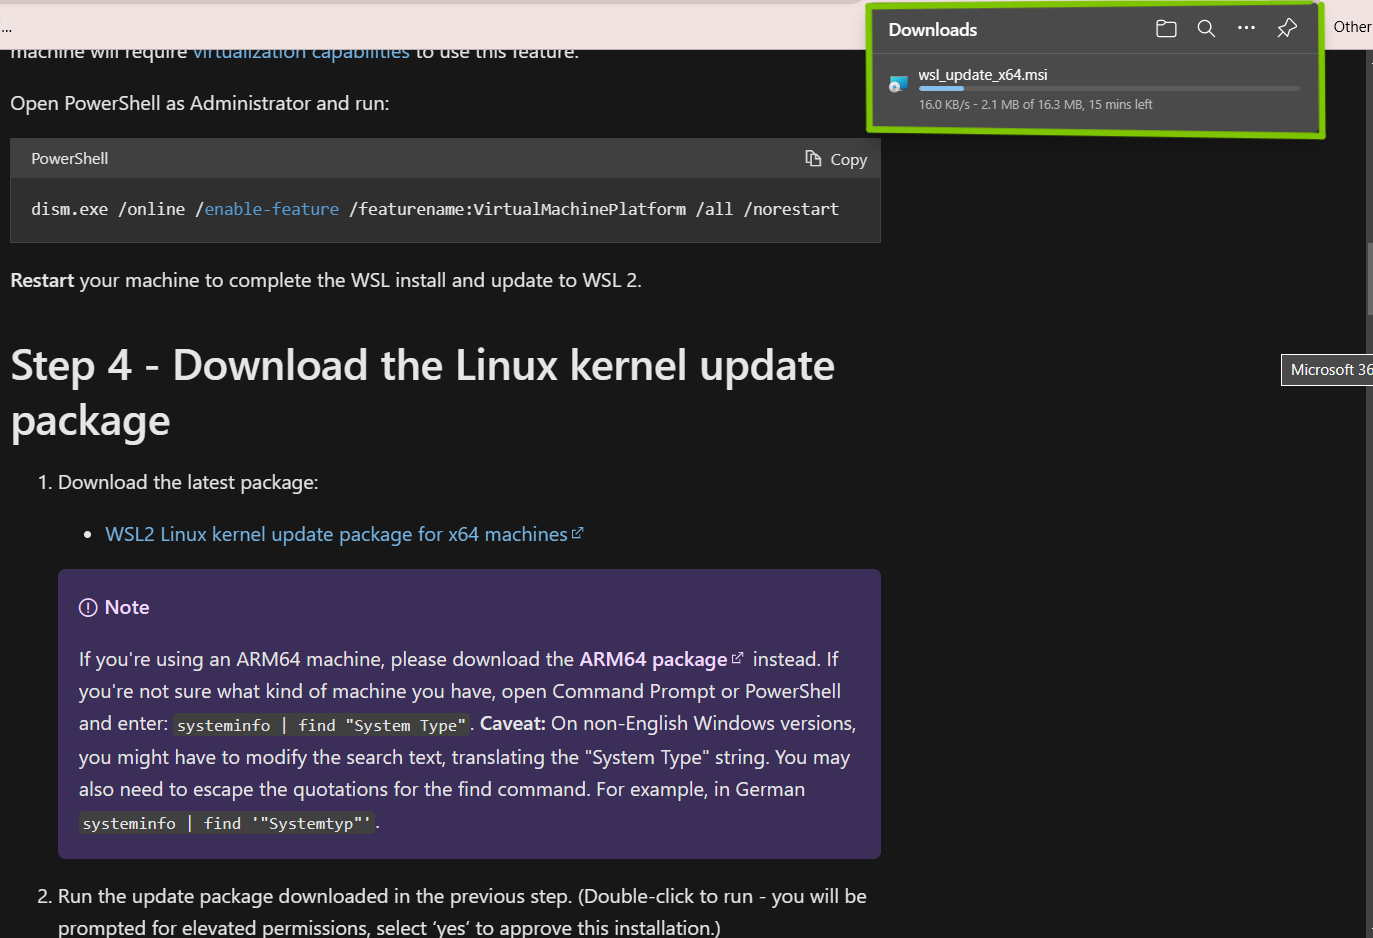 ...
Downloads
Other
wsl_update_x64.msi
16.0 KB/s - 2.1 MB of 16.3 MB, 15 mins left
machine will require virtualization capabilities to use this feature.
Open PowerShell as Administrator and run:
PowerShell
Copy
dism.exe /online /enable-feature /featurename:VirtualMachinePlatform /all /norestart
Restart your machine to complete the WSL install and update to WSL 2.
Step 4 - Download the Linux kernel update
package
Microsoft 36
1. Download the latest package:
• WSL2 Linux kernel update package for x64 machines
Note
If you're using an ARM64 machine, please download the ARM64 package instead. If
you're not sure what kind of machine you have, open Command Prompt or PowerShell
and enter: systeminfo | find "System Type". Caveat: On non-English Windows versions,
you might have to modify the search text, translating the "System Type" string. You may
also need to escape the quotations for the find command. For example, in German
systeminfo | find '"Systemtyp"'.
2. Run the update package downloaded in the previous step. (Double-click to run - you will be
prompted for elevated permissions, select ‘yes’ to approve this installation.)